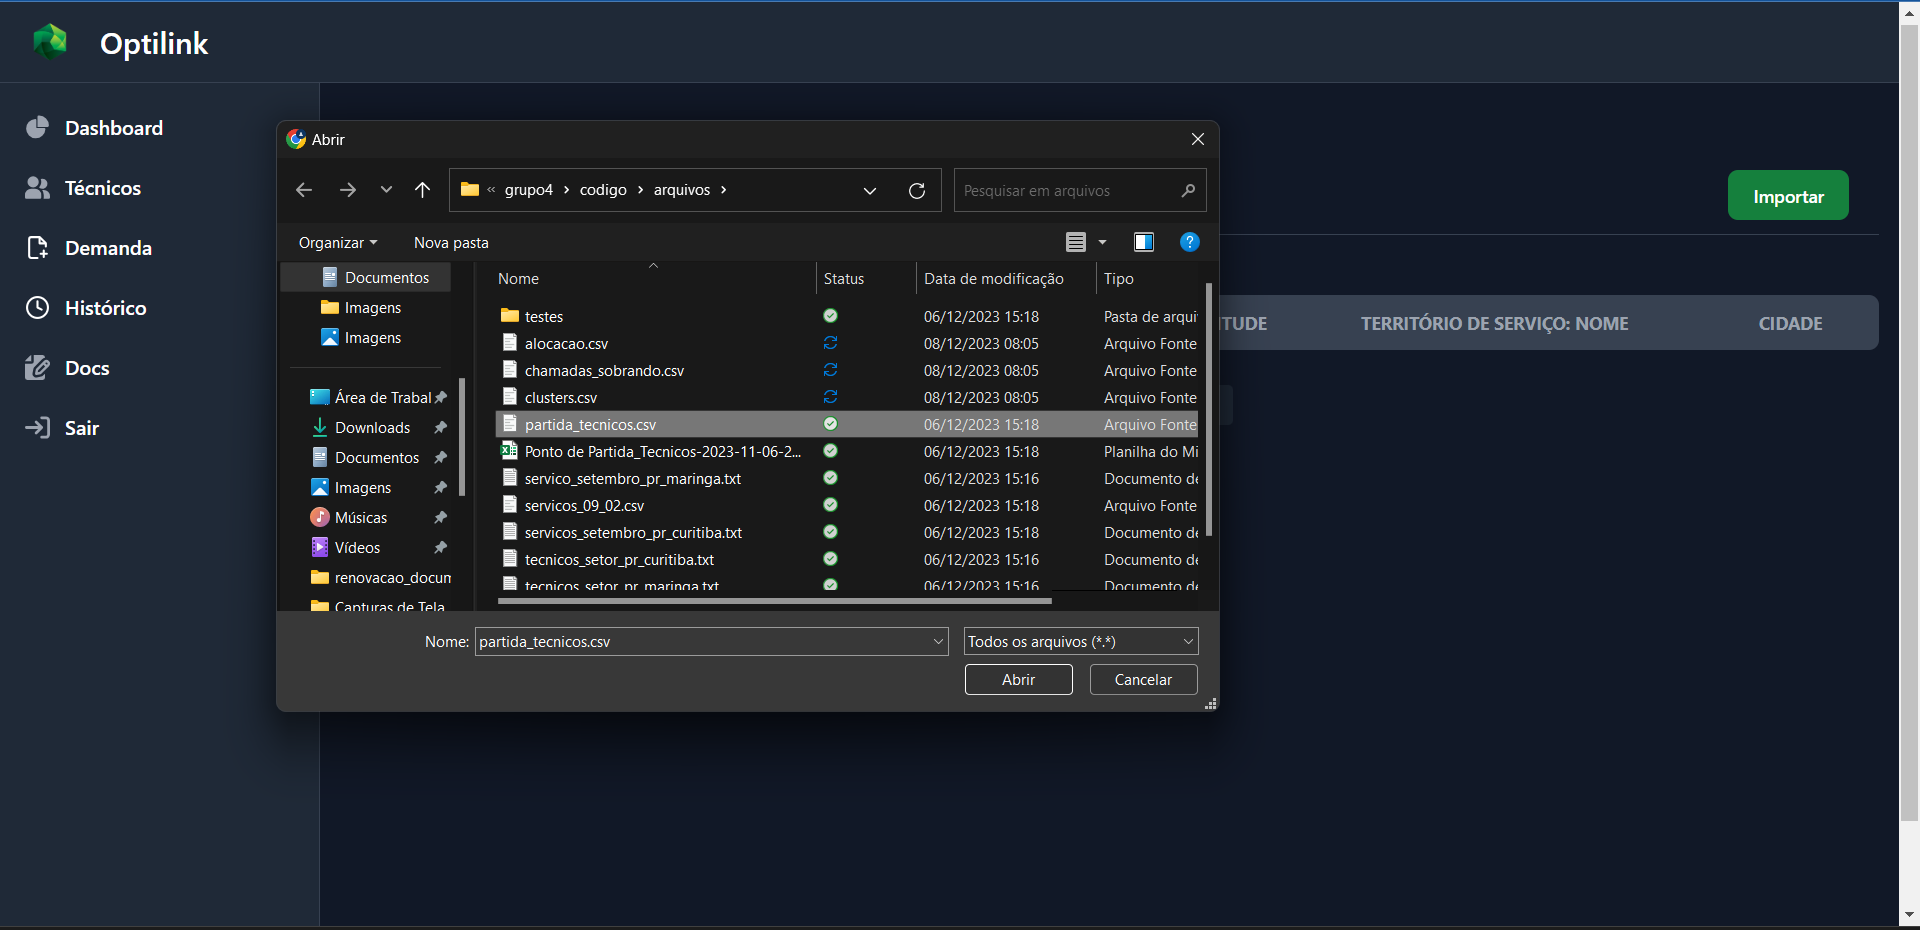 Optilink
Dashboard
Técnicos
Demanda
Histórico
Docs
Sair
Importar
TUDE TERRITÓRIO DE SERVIÇO: NOME CIDADE
Abrir
« grupo4 › codigo › arquivos ›
Pesquisar em arquivos
Organizar
Nova pasta
Documentos
Imagens
Imagens
Área de Trabal
Downloads
Documentos
Imagens
Músicas
Vídeos
renovacao_docum
Capturas de Tela
Nome Status Data de modificação Tipo
testes 06/12/2023 15:18 Pasta de arqui
alocacao.csv 08/12/2023 08:05 Arquivo Fonte
chamadas_sobrando.csv 08/12/2023 08:05 Arquivo Fonte
clusters.csv 08/12/2023 08:05 Arquivo Fonte
partida_tecnicos.csv 06/12/2023 15:18 Arquivo Fonte
Ponto de Partida_Tecnicos-2023-11-06-2... 06/12/2023 15:18 Planilha do Mi
servico_setembro_pr_maringa.txt 06/12/2023 15:16 Documento de
servicos_09_02.csv 06/12/2023 15:18 Arquivo Fonte
servicos_setembro_pr_curitiba.txt 06/12/2023 15:18 Documento de
tecnicos_setor_pr_curitiba.txt 06/12/2023 15:16 Documento de
tecnicos_setor_pr_maringa.txt 06/12/2023 15:16 Documento de
Nome: partida_tecnicos.csv
Todos os arquivos (*.*)
Abrir
Cancelar